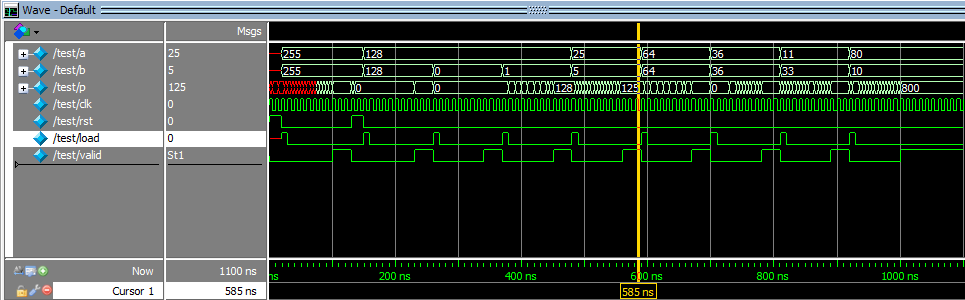 Wave - Default
Msgs
/test/a 25 255 128 25 64 36 11 80
/test/b 5 255 128 0 1 5 64 36 33 10
/test/p 125 0 0 128 125 0 800
/test/clk 0
/test/rst 0
/test/load 0
/test/valid St1
Now 1100 ns ns 200 ns 400 ns 600 ns 800 ns 1000 ns
Cursor 1 585 ns 585 ns